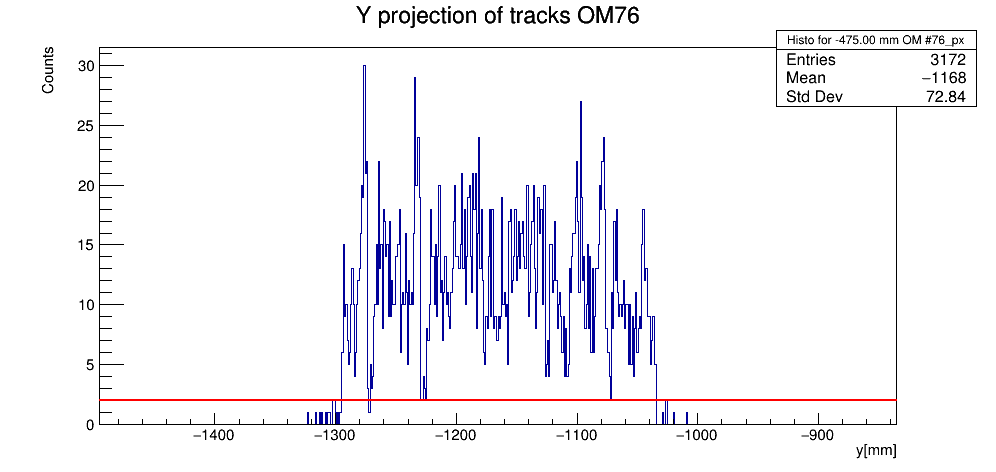 Y projection of tracks OM76
Histo for -475.00 mm OM #76_px
Entries 3172
Mean −1168
Std Dev 72.84
Counts
30
25
20
15
10
5
0
−1400 −1300 −1200 −1100 −1000 −900
y[mm]